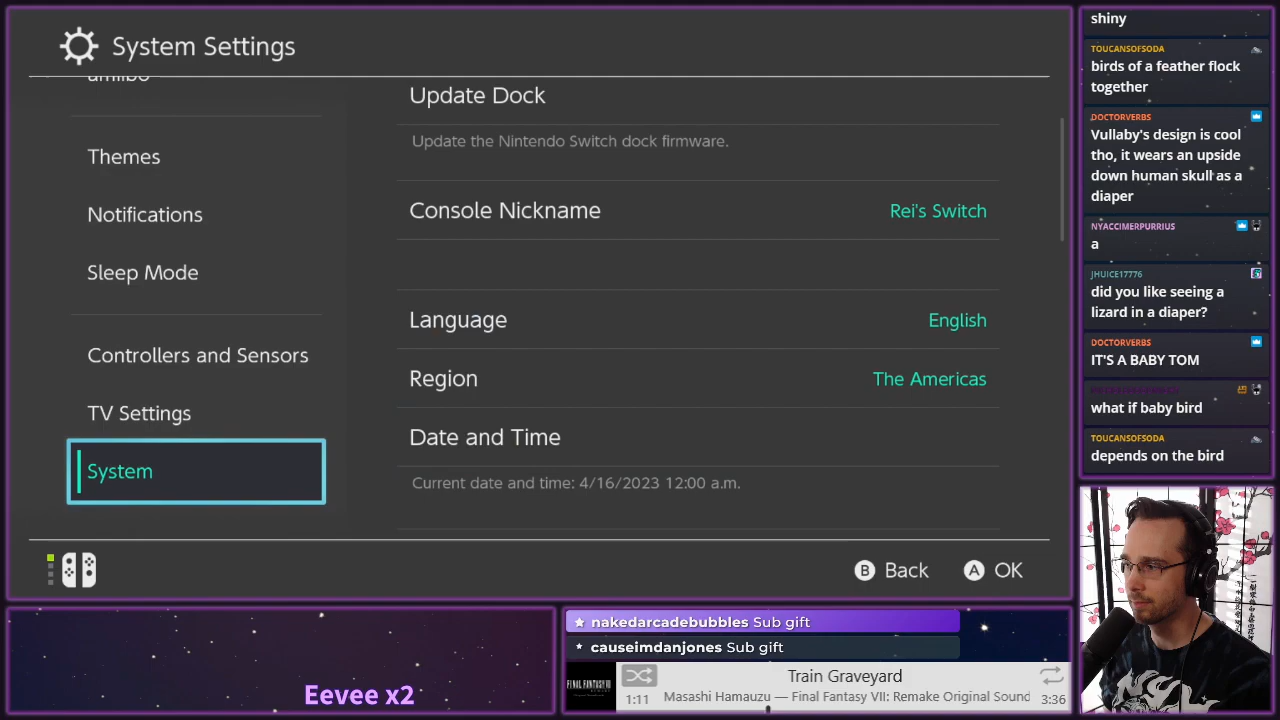 System Settings
amiibo
Themes
Notifications
Sleep Mode
Controllers and Sensors
TV Settings
System
Update Dock
Update the Nintendo Switch dock firmware.
Console Nickname
Rei's Switch
Language
English
Region
The Americas
Date and Time
Current date and time: 4/16/2023 12:00 a.m.
B Back
A OK
shiny
TOUCANSOFSODA
birds of a feather flock
together
DOCTORVERBS
Vullaby's design is cool
tho, it wears an upside
down human skull as a
diaper
NYACCIMERPURRIUS
a
JHUICE17776
did you like seeing a
lizard in a diaper?
DOCTORVERBS
IT'S A BABY TOM
what if baby bird
TOUCANSOFSODA
depends on the bird
Eevee x2
nakedarcadebubbles Sub gift
causeimdanjones Sub gift
FINAL FANTASY VII
Train Graveyard
1:11
Masashi Hamauzu — Final Fantasy VII: Remake Original Sound
3:36